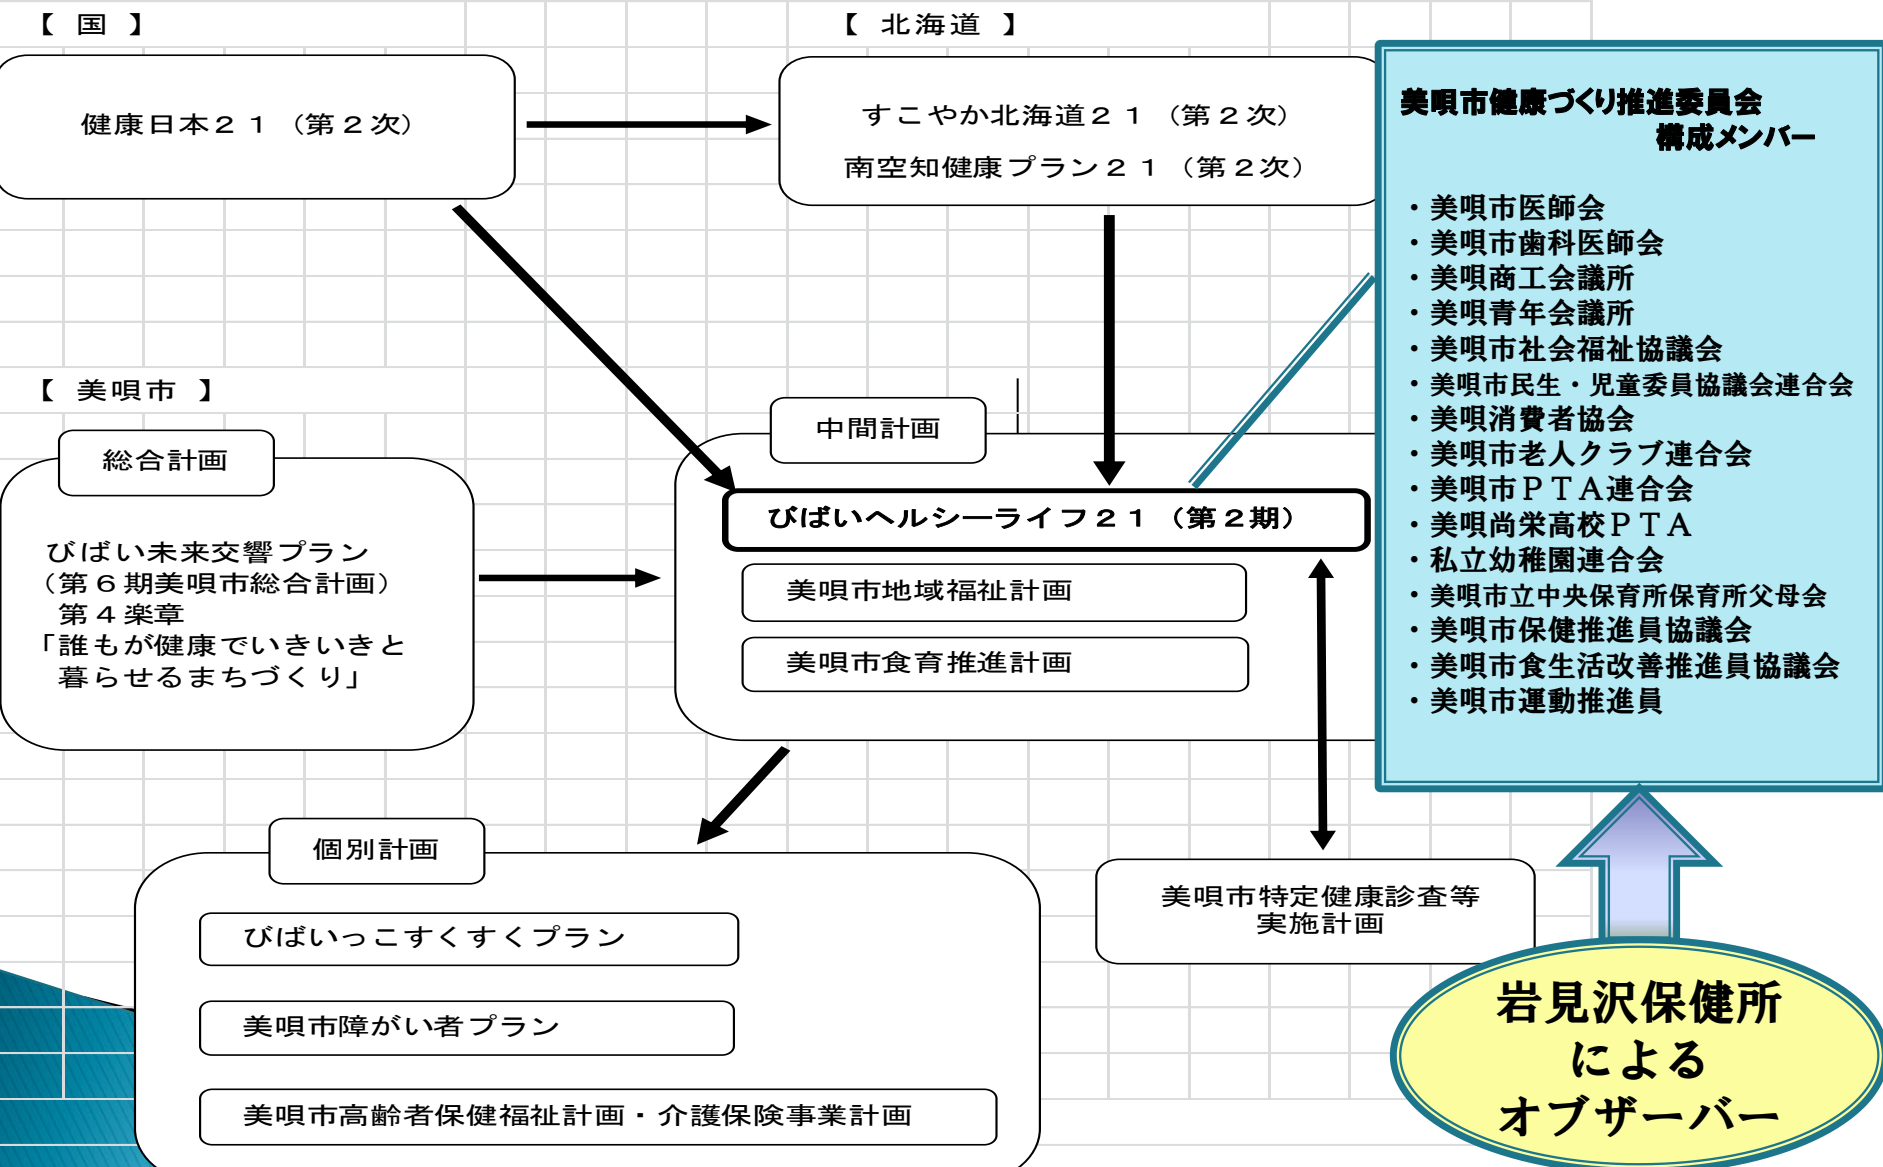 【 国 】
【 北海道 】
健康日本２１（第２次）
すこやか北海道２１（第２次）
南空知健康プラン２１（第２次）
【 美唄市 】
総合計画
びばい未来交響プラン
（第６期美唄市総合計画）
第４楽章
「誰もが健康でいきいきと
暮らせるまちづくり」
中間計画
びばいヘルシーライフ２１（第２期）
美唄市地域福祉計画
美唄市食育推進計画
個別計画
びばいっこすくすくプラン
美唄市障がい者プラン
美唄市高齢者保健福祉計画・介護保険事業計画
美唄市特定健康診査等
実施計画
美唄市健康づくり推進委員会
構成メンバー
・美唄市医師会
・美唄市歯科医師会
・美唄商工会議所
・美唄青年会議所
・美唄市社会福祉協議会
・美唄市民生・児童委員協議会連合会
・美唄消費者協会
・美唄市老人クラブ連合会
・美唄市ＰＴＡ連合会
・美唄尚栄高校ＰＴＡ
・私立幼稚園連合会
・美唄市立中央保育所保育所父母会
・美唄市保健推進員協議会
・美唄市食生活改善推進員協議会
・美唄市運動推進員
岩見沢保健所
による
オブザーバー